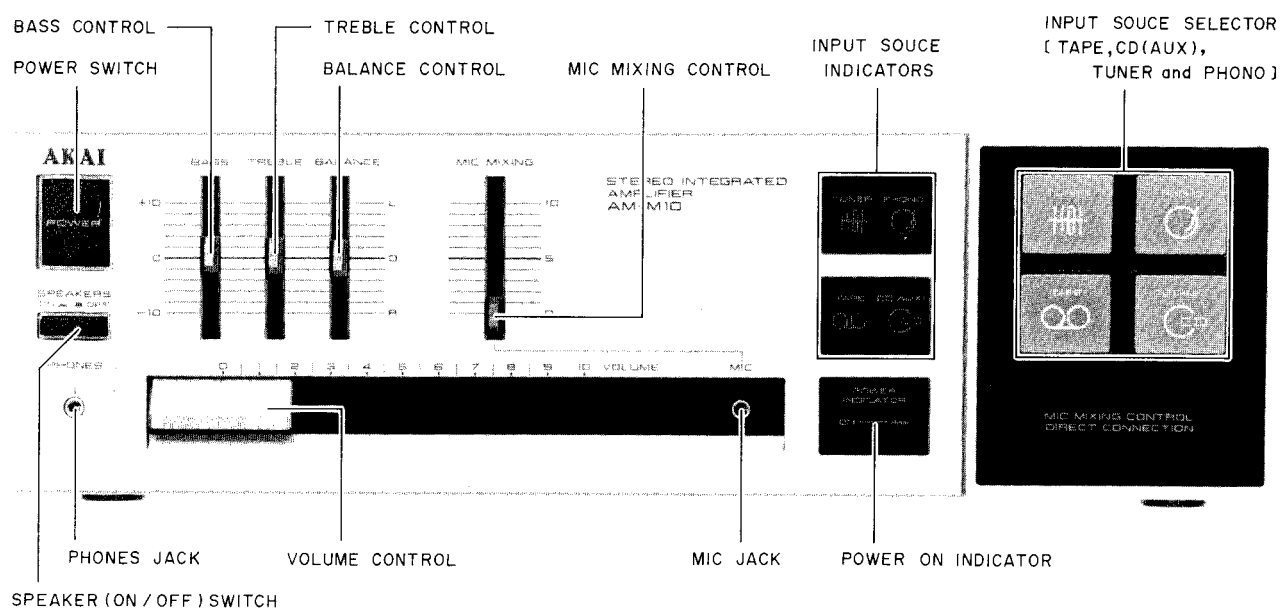 BASS CONTROL
TREBLE CONTROL
POWER SWITCH
BALANCE CONTROL
MIC MIXING CONTROL
INPUT SOUCE
INDICATORS
INPUT SOUCE SELECTOR
[ TAPE,CD(AUX),
TUNER and PHONO ]
AKAI
POWER
SPEAKERS
PHONES
BASS TREBLE BALANCE
+10 L
0 0
-10 R
MIC MIXING
10
5
0
STEREO INTEGRATED
AMPLIFIER
AM-M10
TUNER PHONO
TAPE CD/AUX
0 1 2 3 4 5 6 7 8 9 10 VOLUME
MIC
POWER
INDICATOR
MIC MIXING CONTROL
DIRECT CONNECTION
PHONES JACK
VOLUME CONTROL
MIC JACK
POWER ON INDICATOR
SPEAKER (ON / OFF) SWITCH